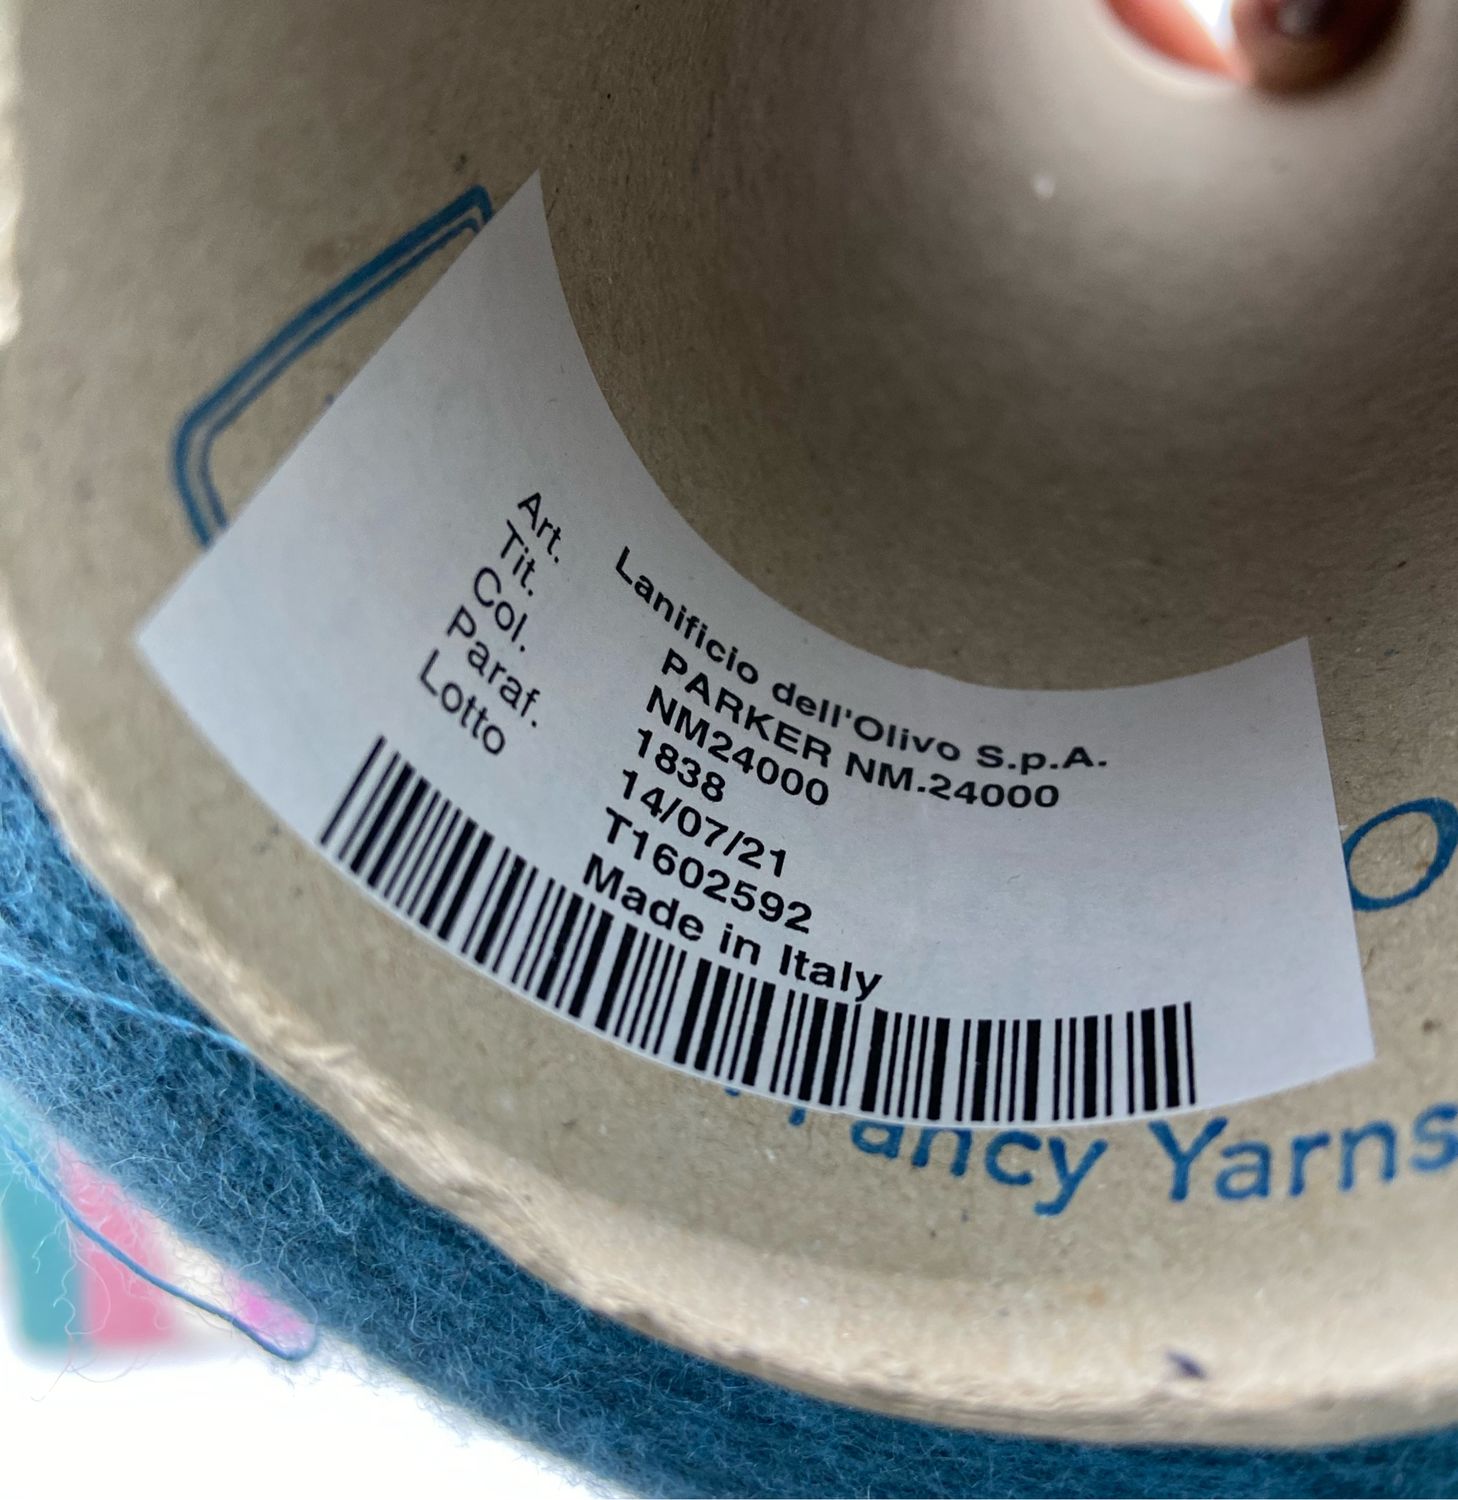 Lanificio dell'Olivo S.p.A.
Art. PARKER NM.24000
Tit. NM24000
Col. 1838
Paraf. 14/07/21
Lotto T1602592
Made in Italy
Fancy Yarns